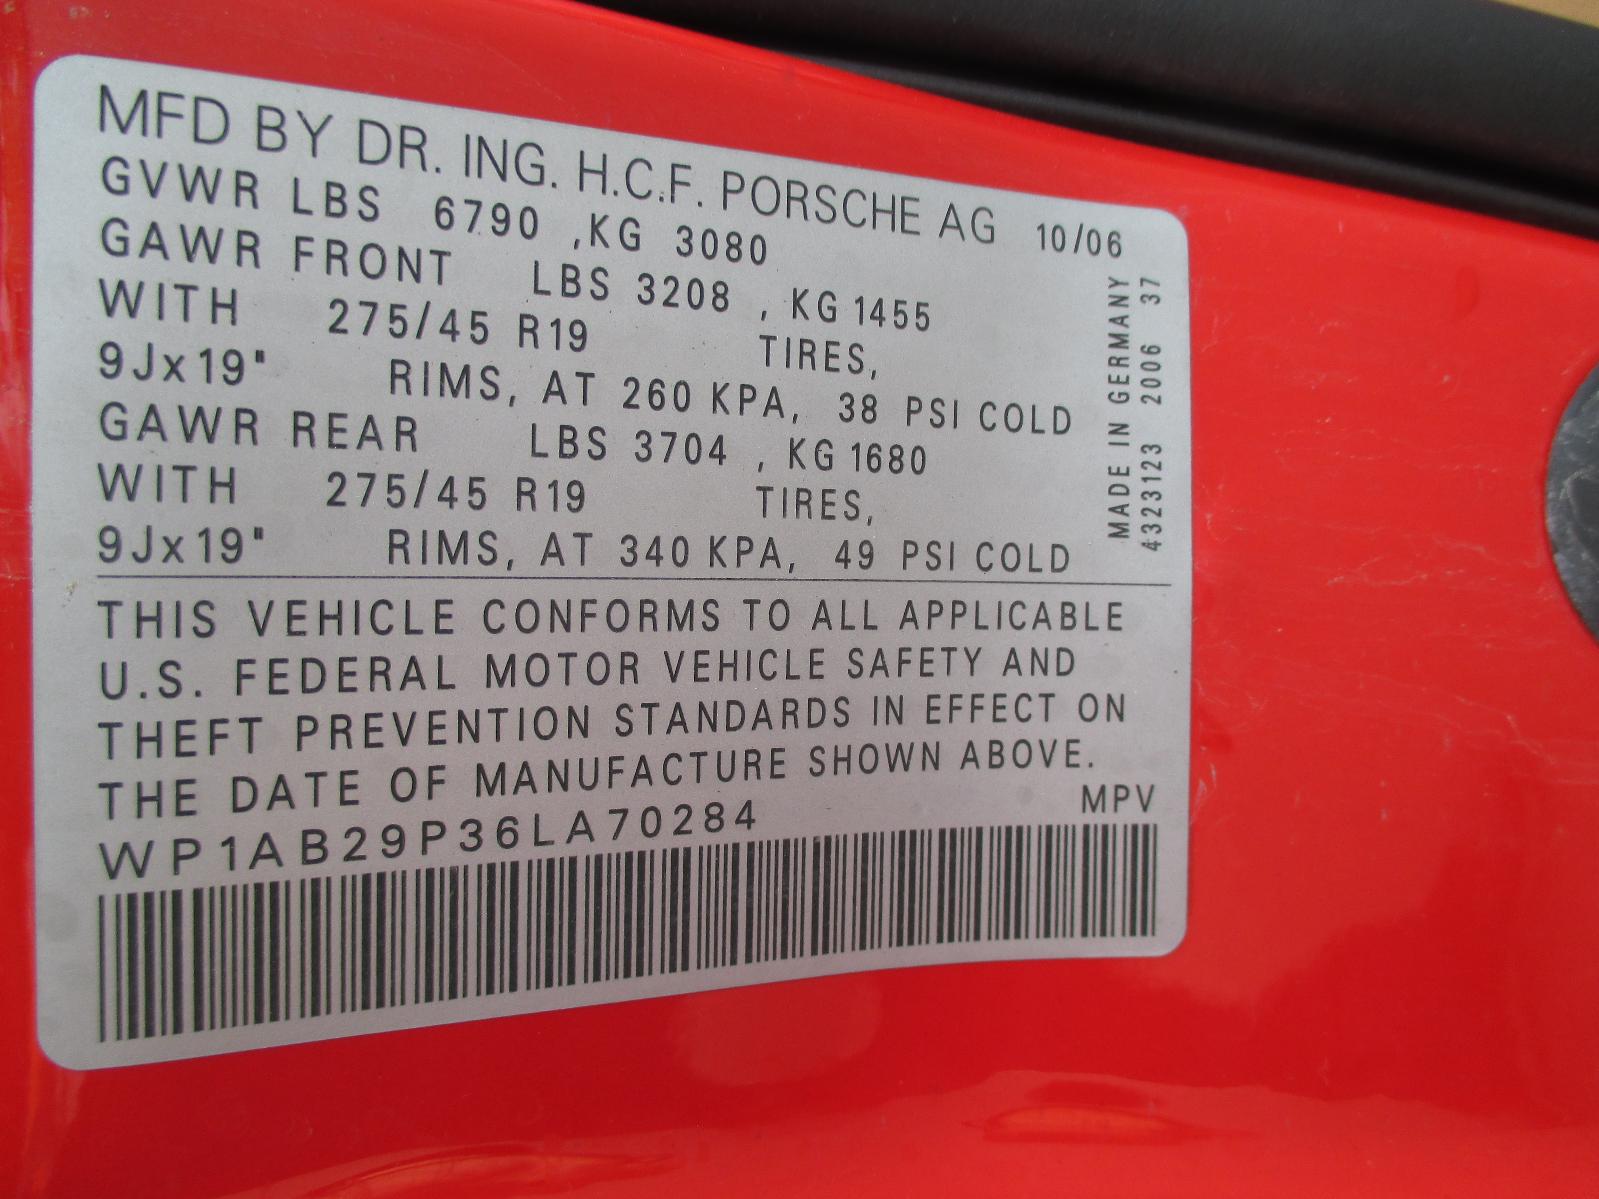 MFD BY DR. ING. H.C.F. PORSCHE AG 10/06
GVWR LBS 6790 ,KG 3080
GAWR FRONT LBS 3208 , KG 1455
WITH 275/45 R19 TIRES,
9Jx19" RIMS, AT 260 KPA, 38 PSI COLD
GAWR REAR LBS 3704 , KG 1680
WITH 275/45 R19 TIRES,
9Jx19" RIMS, AT 340 KPA, 49 PSI COLD
MADE IN GERMANY
4323123 2006 37
THIS VEHICLE CONFORMS TO ALL APPLICABLE
U.S. FEDERAL MOTOR VEHICLE SAFETY AND
THEFT PREVENTION STANDARDS IN EFFECT ON
THE DATE OF MANUFACTURE SHOWN ABOVE.
WP1AB29P36LA70284 MPV